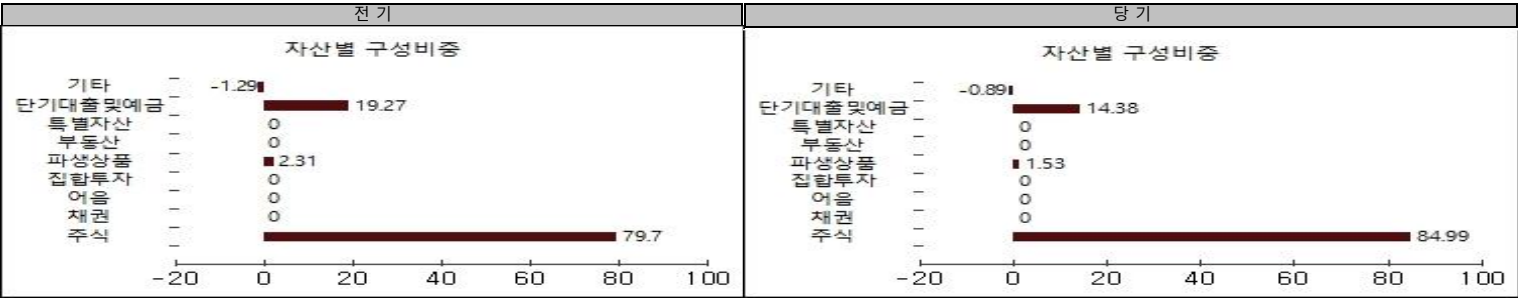 전 기
자산별 구성비중
기타 -1.29
단기대출및예금 19.27
특별자산 0
부동산 0
파생상품 2.31
집합투자 0
어음 0
채권 0
주식 79.7
-20 0 20 40 60 80 100
당 기
자산별 구성비중
기타 -0.89
단기대출및예금 14.38
특별자산 0
부동산 0
파생상품 1.53
집합투자 0
어음 0
채권 0
주식 84.99
-20 0 20 40 60 80 100